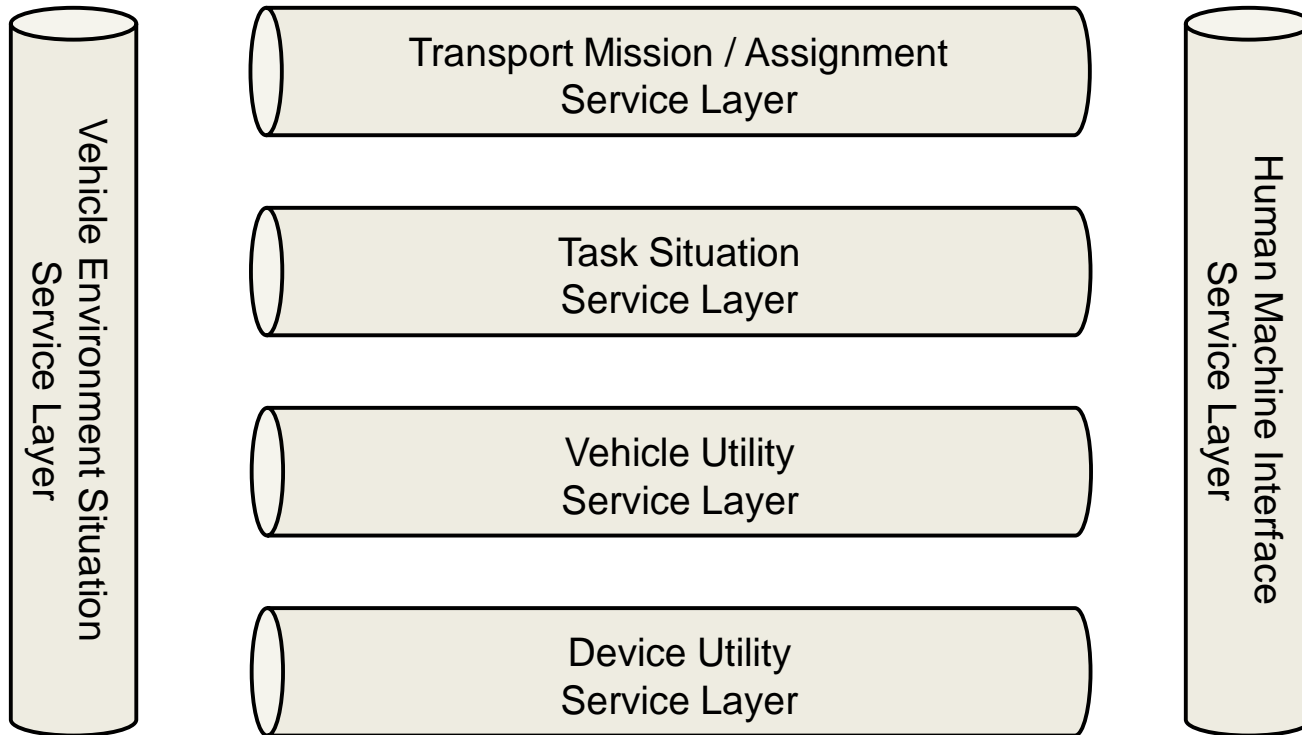 Vehicle Environment Situation
Service Layer
Transport Mission / Assignment
Service Layer
Task Situation
Service Layer
Vehicle Utility
Service Layer
Device Utility
Service Layer
Human Machine Interface
Service Layer